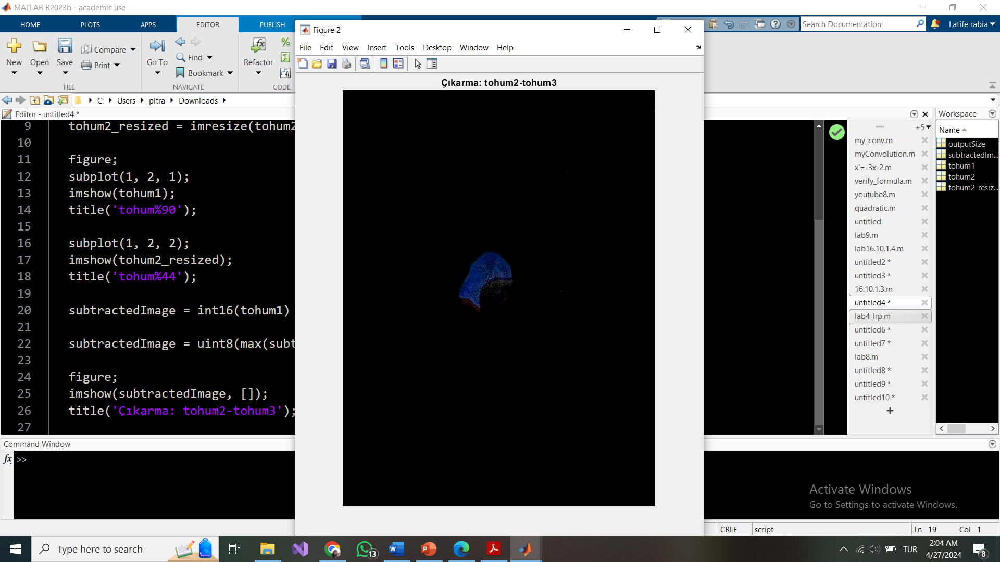 MATLAB R2023b - academic use
HOME PLOTS APPS EDITOR PUBLISH
Search Documentation
Latife rabia
New Open Save Compare Print
Go To Find Bookmark
Refactor
FILE NAVIGATE CODE
C: Users pltra Downloads
Editor - untitled4 *
9 tohum2_resized = imresize(tohum2
10
11 figure;
12 subplot(1, 2, 1);
13 imshow(tohum1);
14 title('tohum%90');
15
16 subplot(1, 2, 2);
17 imshow(tohum2_resized);
18 title('tohum%44');
19
20 subtractedImage = int16(tohum1)
21
22 subtractedImage = uint8(max(subt
23
24 figure;
25 imshow(subtractedImage, []);
26 title('Çıkarma: tohum2-tohum3');
27
Figure 2
File Edit View Insert Tools Desktop Window Help
Çıkarma: tohum2-tohum3
+5
my_conv.m
myConvolution.m
x'=-3x-2.m
verify_formula.m
youtube8.m
quadratic.m
untitled
lab9.m
lab16.10.1.4.m
untitled2 *
untitled3 *
16.10.1.3.m
untitled4 *
lab4_lrp.m
untitled6 *
untitled7 *
lab8.m
untitled8 *
untitled9 *
untitled10 *
Workspace
Name
outputSize
subtractedIm...
tohum1
tohum2
tohum2_resiz...
Command Window
fx >>
Activate Windows
Go to Settings to activate Windows.
CRLF script Ln 19 Col 1
Type here to search
13
TUR
2:04 AM
4/27/2024
8